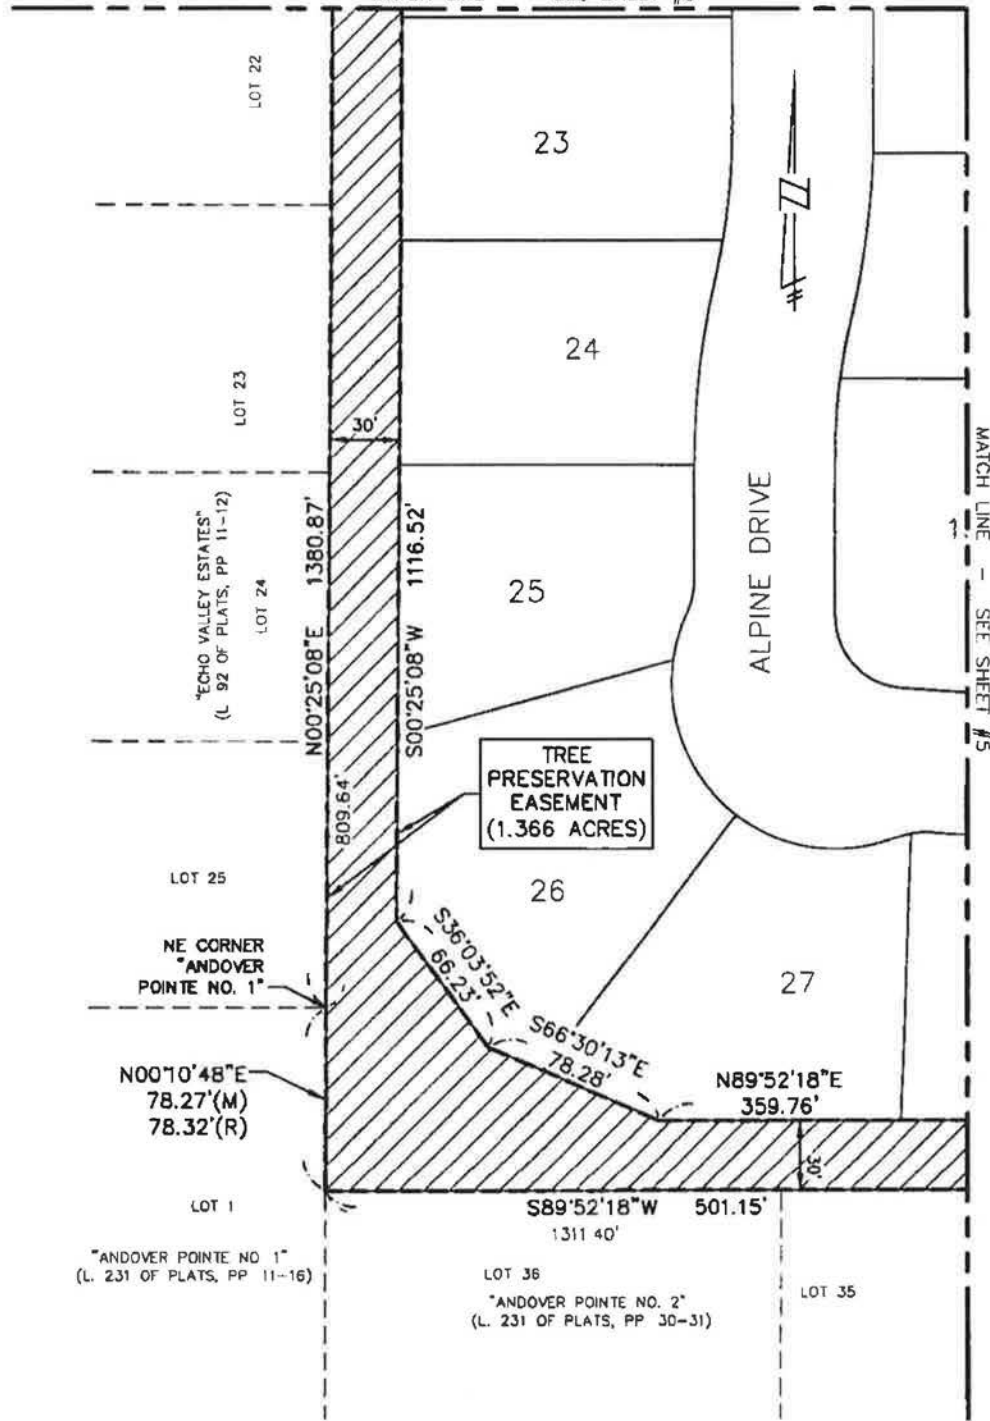 LOT 22
23
LOT 23
24
30'
MATCH LINE - SEE SHEET #5
"ECHO VALLEY ESTATES"
(L 92 OF PLATS, PP 11-12)
LOT 24
N00°25'08"E 1380.87'
S00°25'08"W 1116.52'
25
ALPINE DRIVE
TREE
PRESERVATION
EASEMENT
(1.366 ACRES)
809.64'
LOT 25
26
NE CORNER
"ANDOVER
POINTE NO. 1"
S36°03'52"E
66.23'
27
S66°30'13"E
78.28'
N00°10'48"E
78.27'(M)
78.32'(R)
N89°52'18"E
359.76'
30'
LOT 1
S89°52'18"W 501.15'
1311 40'
"ANDOVER POINTE NO 1"
(L. 231 OF PLATS, PP 11-16)
LOT 36
LOT 35
"ANDOVER POINTE NO. 2"
(L. 231 OF PLATS, PP 30-31)